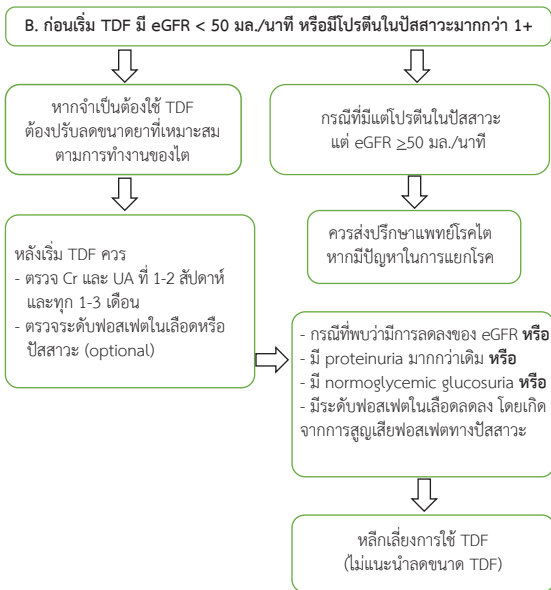 B. ก่อนเริ่ม TDF มี eGFR < 50 มล./นาที หรือมีโปรตีนในปัสสาวะมากกว่า 1+
หากจำเป็นต้องใช้ TDF
ต้องปรับลดขนาดยาที่เหมาะสม
ตามการทำงานของไต
กรณีที่มีแต่โปรตีนในปัสสาวะ
แต่ eGFR ≥50 มล./นาที
ควรส่งปรึกษาแพทย์โรคไต
หากมีปัญหาในการแยกโรค
หลังเริ่ม TDF ควร
- ตรวจ Cr และ UA ที่ 1-2 สัปดาห์
และทุก 1-3 เดือน
- ตรวจระดับฟอสเฟตในเลือดหรือ
ปัสสาวะ (optional)
- กรณีที่พบว่ามีการลดลงของ eGFR หรือ
- มี proteinuria มากกว่าเดิม หรือ
- มี normoglycemic glucosuria หรือ
- มีระดับฟอสเฟตในเลือดลดลง โดยเกิด
จากการสูญเสียฟอสเฟตทางปัสสาวะ
หลีกเลี่ยงการใช้ TDF
(ไม่แนะนำลดขนาด TDF)